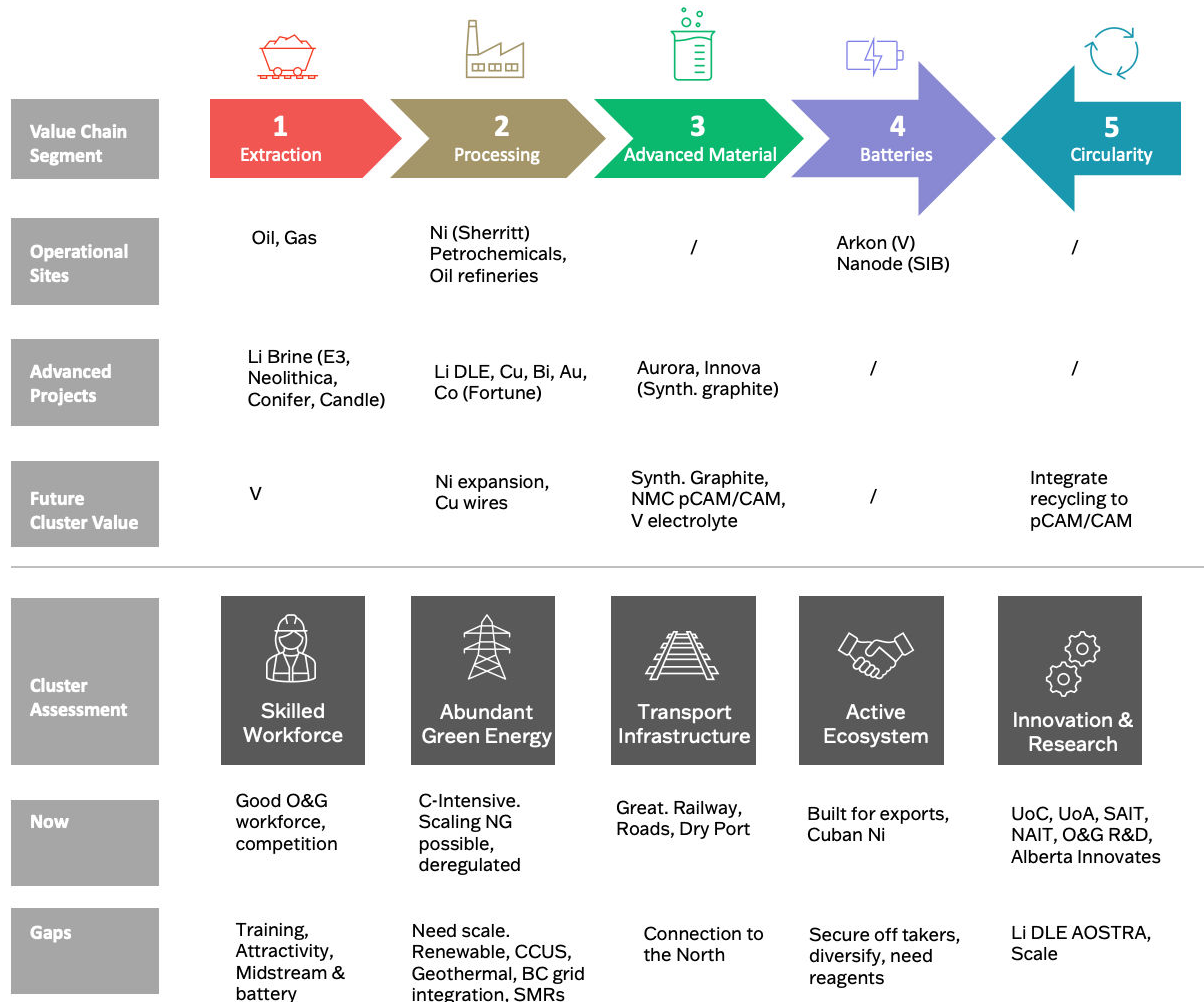 Value Chain
Segment
1
Extraction
2
Processing
3
Advanced Material
4
Batteries
5
Circularity
Operational
Sites
Oil, Gas
Ni (Sherritt)
Petrochemicals,
Oil refineries
/
Arkon (V)
Nanode (SIB)
/
Advanced
Projects
Li Brine (E3,
Neolithica,
Conifer, Candle)
Li DLE, Cu, Bi, Au,
Co (Fortune)
Aurora, Innova
(Synth. graphite)
/
/
Future
Cluster Value
V
Ni expansion,
Cu wires
Synth. Graphite,
NMC pCAM/CAM,
V electrolyte
/
Integrate
recycling to
pCAM/CAM
Cluster
Assessment
Skilled
Workforce
Abundant
Green Energy
Transport
Infrastructure
Active
Ecosystem
Innovation &
Research
Now
Good O&G
workforce,
competition
C-Intensive.
Scaling NG
possible,
deregulated
Great. Railway,
Roads, Dry Port
Built for exports,
Cuban Ni
UoC, UoA, SAIT,
NAIT, O&G R&D,
Alberta Innovates
Gaps
Training,
Attractivity,
Midstream &
battery
Need scale.
Renewable, CCUS,
Geothermal, BC grid
integration, SMRs
Connection to
the North
Secure off takers,
diversify, need
reagents
Li DLE AOSTRA,
Scale